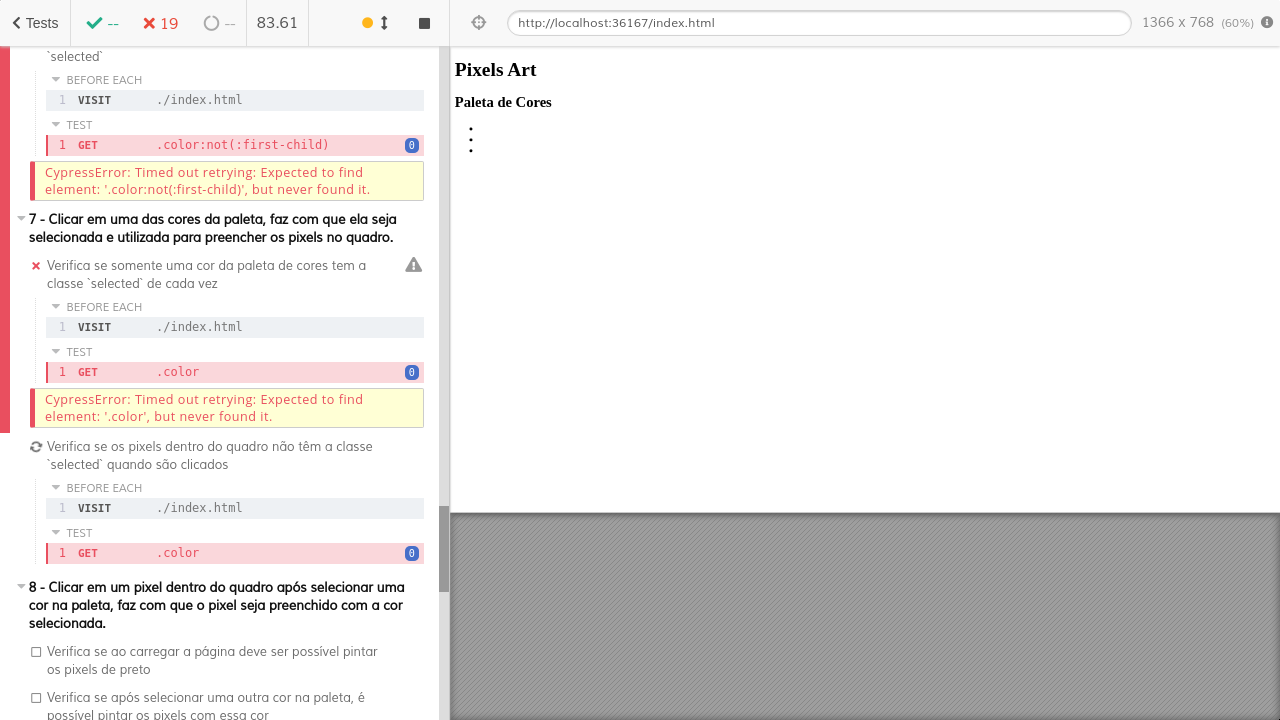 Tests
--
19
--
83.61
http://localhost:36167/index.html
1366 x 768 (60%)
`selected`
BEFORE EACH
1 VISIT ./index.html
TEST
1 GET .color:not(:first-child) 0
CypressError: Timed out retrying: Expected to find
element: '.color:not(:first-child)', but never found it.
7 - Clicar em uma das cores da paleta, faz com que ela seja
selecionada e utilizada para preencher os pixels no quadro.
Verifica se somente uma cor da paleta de cores tem a
classe `selected` de cada vez
BEFORE EACH
1 VISIT ./index.html
TEST
1 GET .color 0
CypressError: Timed out retrying: Expected to find
element: '.color', but never found it.
Verifica se os pixels dentro do quadro não têm a classe
`selected` quando são clicados
BEFORE EACH
1 VISIT ./index.html
TEST
1 GET .color 0
8 - Clicar em um pixel dentro do quadro após selecionar uma
cor na paleta, faz com que o pixel seja preenchido com a cor
selecionada.
Verifica se ao carregar a página deve ser possível pintar
os pixels de preto
Verifica se após selecionar uma outra cor na paleta, é
possível pintar os pixels com essa cor
Pixels Art
Paleta de Cores